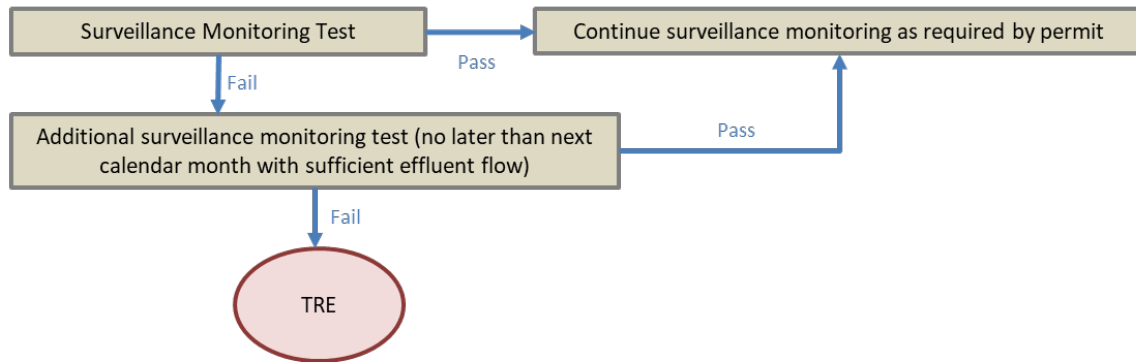 Surveillance Monitoring Test
Continue surveillance monitoring as required by permit
Pass
Fail
Additional surveillance monitoring test (no later than next
calendar month with sufficient effluent flow)
Pass
Fail
TRE